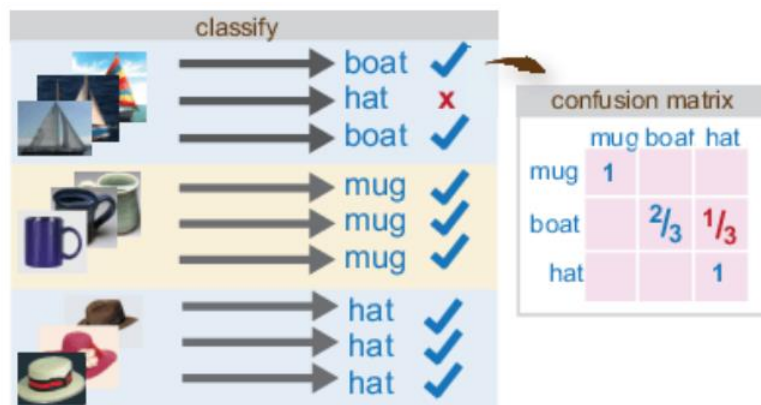 classify
boat ✓
hat x
boat ✓
mug ✓
mug ✓
mug ✓
hat ✓
hat ✓
hat ✓
confusion matrix
mug boat hat
mug 1
boat 2/3 1/3
hat 1